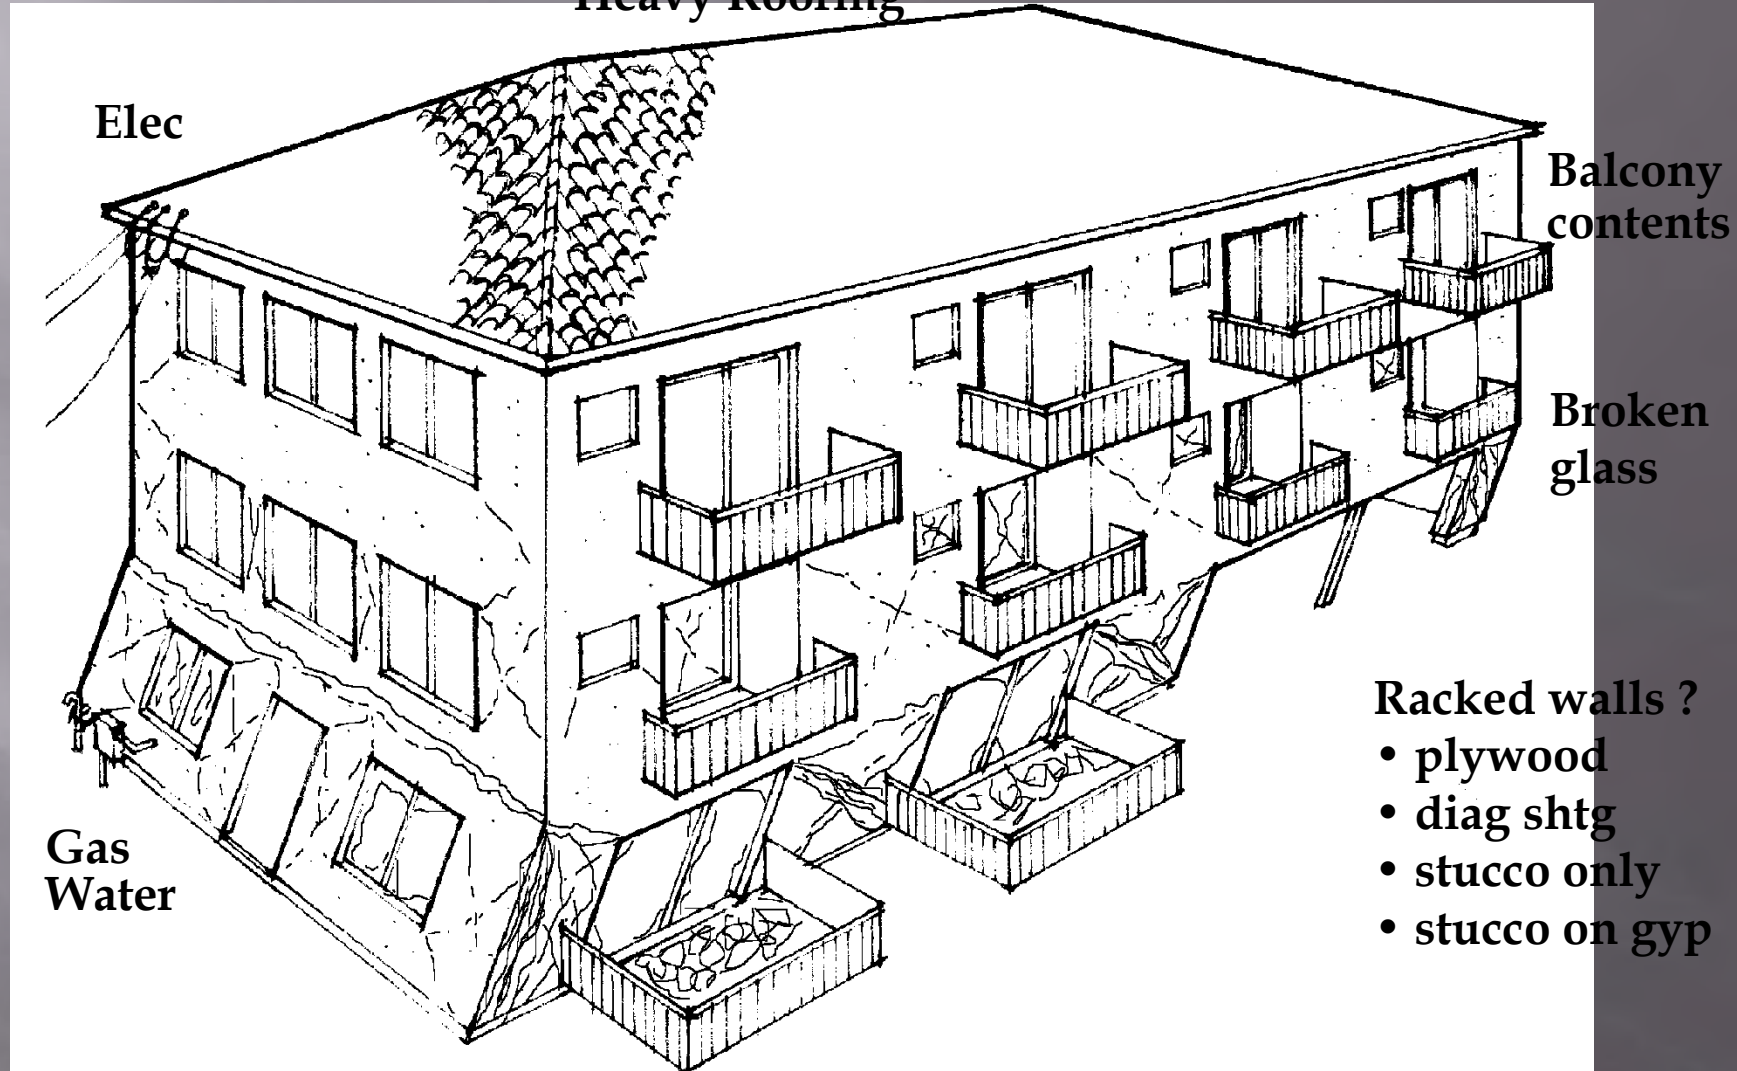 Heavy Roofing
Elec
Balcony
contents
Broken
glass
Racked walls ?
• plywood
• diag shtg
• stucco only
• stucco on gyp
Gas
Water